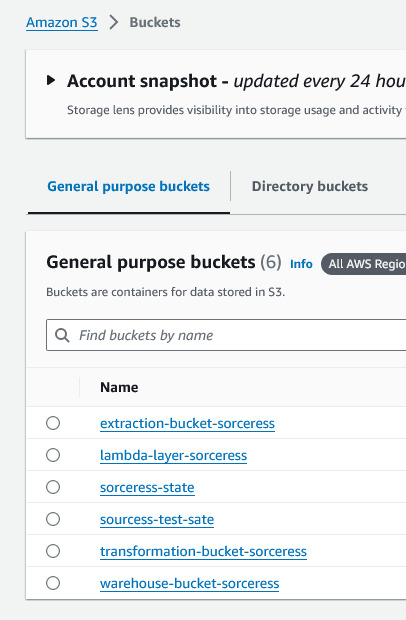 Amazon S3 > Buckets
Account snapshot - updated every 24 hou
Storage lens provides visibility into storage usage and activity
General purpose buckets Directory buckets
General purpose buckets (6) Info All AWS Regio
Buckets are containers for data stored in S3.
Find buckets by name
Name
extraction-bucket-sorceress
lambda-layer-sorceress
sorceress-state
sourcess-test-sate
transformation-bucket-sorceress
warehouse-bucket-sorceress